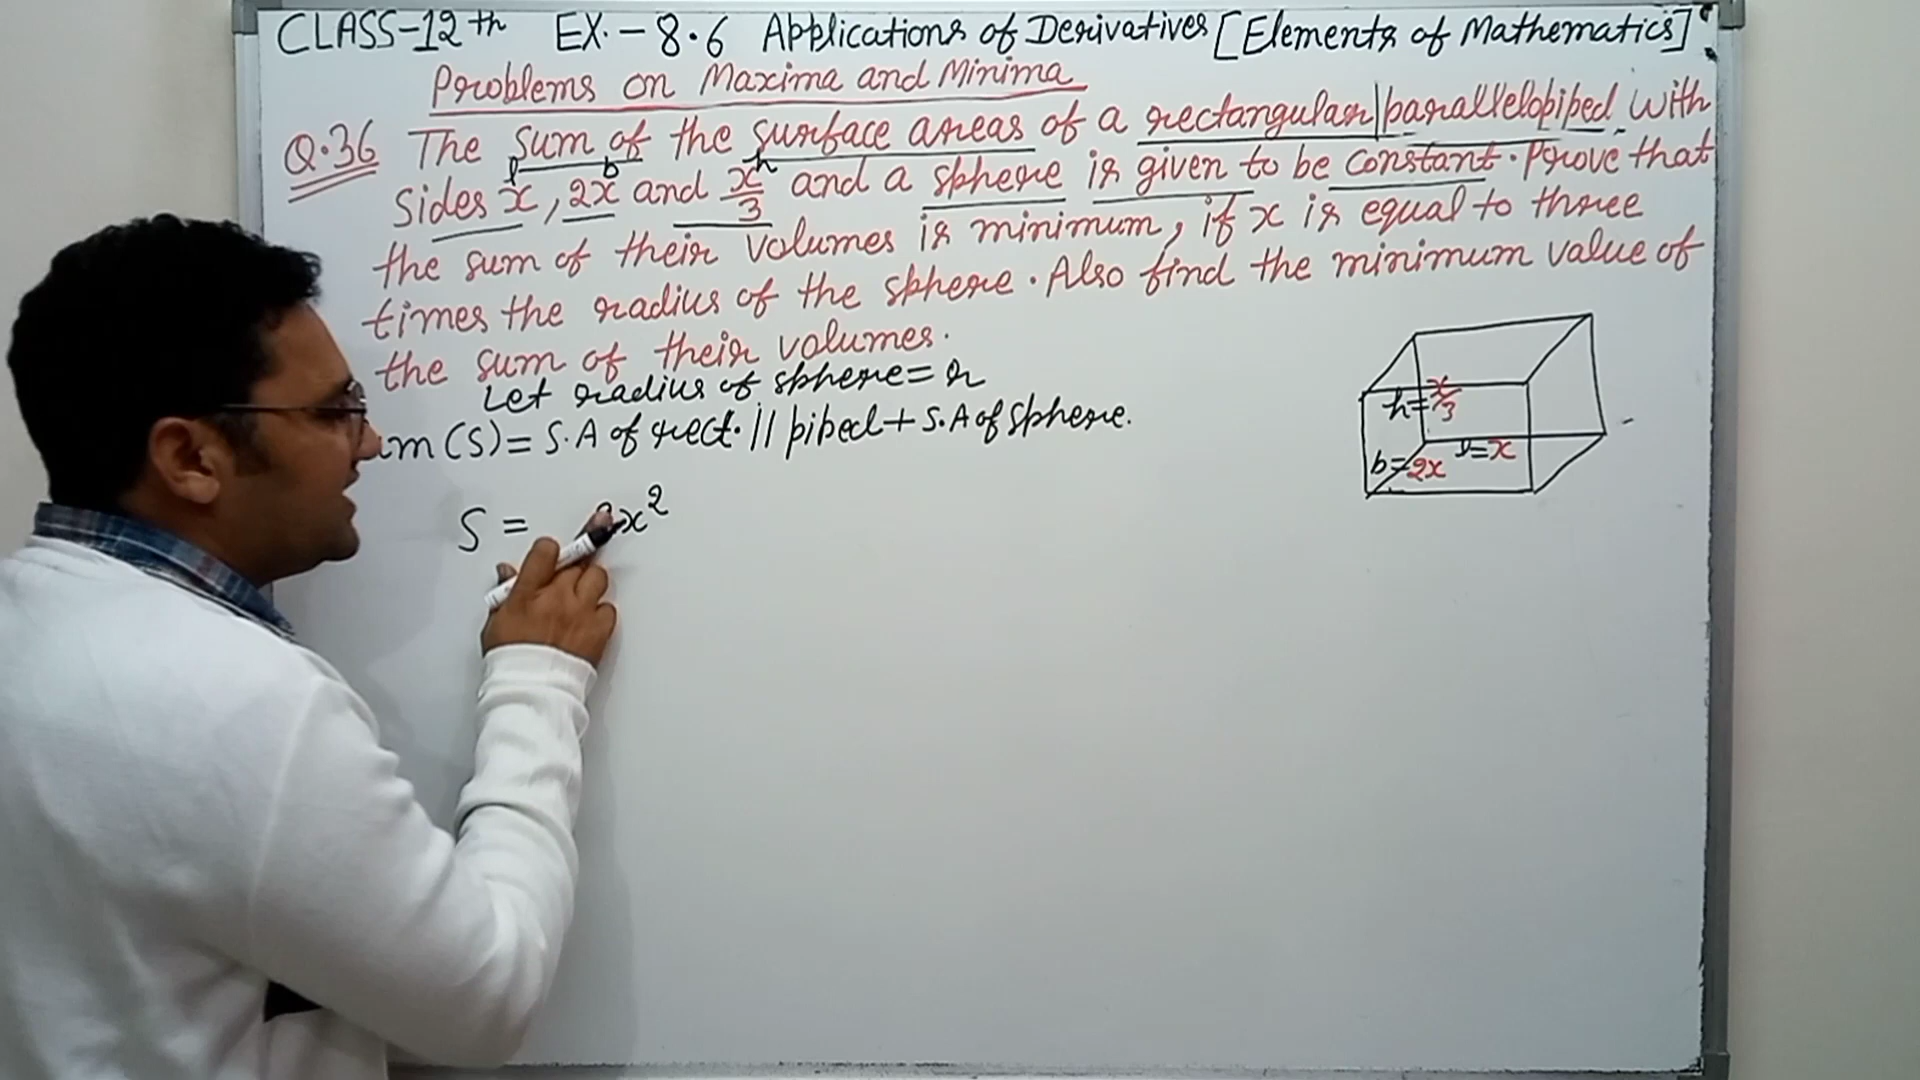 CLASS-12th EX.-8.6 Applications of Derivatives [Elements of Mathematics]
Problems on Maxima and Minima
Q.36 The sum of the surface areas of a rectangular parallelopiped with
sides x, 2x and x/3 and a sphere is given to be constant. Prove that
l b h
the sum of their volumes is minimum, if x is equal to three
times the radius of the sphere. Also find the minimum value of
the sum of their volumes.
Let radius of sphere = r
(S) = S.A of rect. || piped + S.A of sphere.
S = x²
h = x/3
b = 2x
l = x